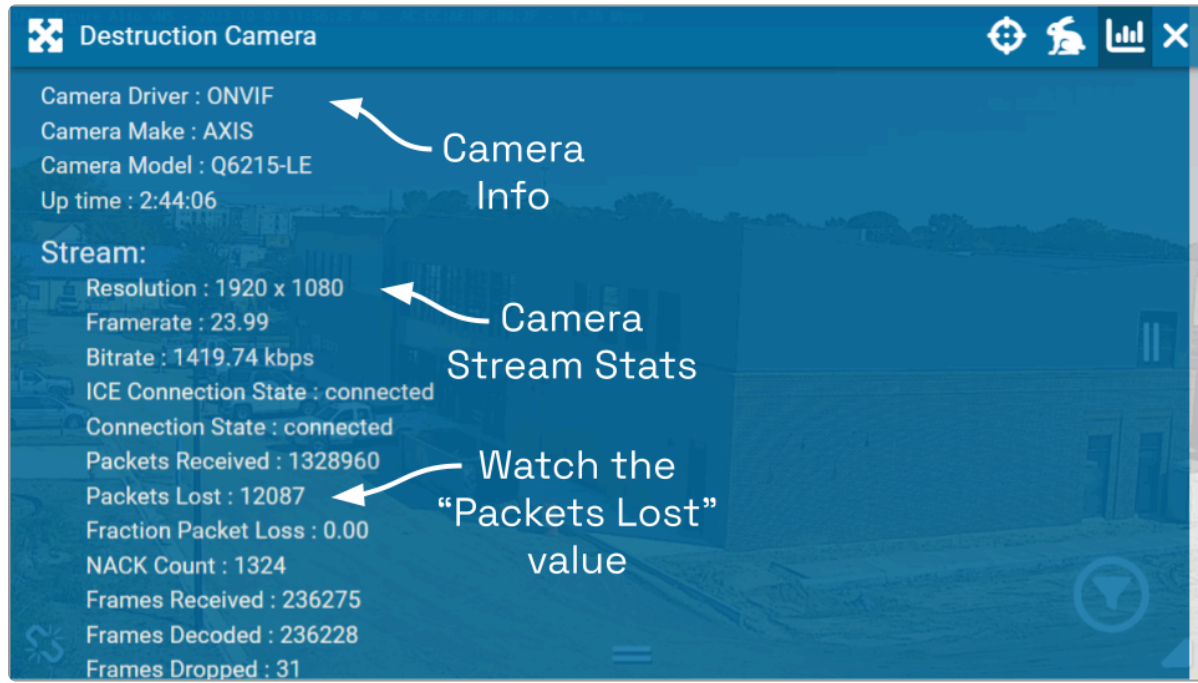 Destruction Camera
Camera Driver : ONVIF
Camera Make : AXIS
Camera Model : Q6215-LE
Up time : 2:44:06
Camera
Info
Stream:
Resolution : 1920 x 1080
Framerate : 23.99
Bitrate : 1419.74 kbps
ICE Connection State : connected
Connection State : connected
Packets Received : 1328960
Packets Lost : 12087
Fraction Packet Loss : 0.00
NACK Count : 1324
Frames Received : 236275
Frames Decoded : 236228
Frames Dropped : 31
Camera
Stream Stats
Watch the
“Packets Lost”
value